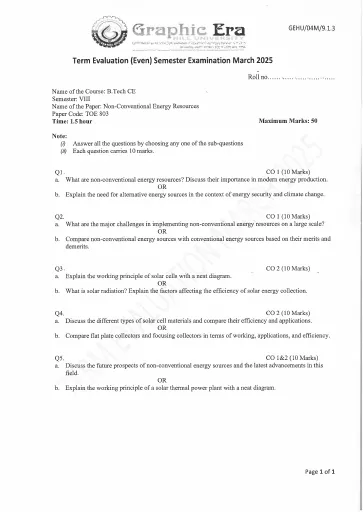 Graphic Era
HILL UNIVERSITY
GEHU/04M/9.1.3
Term Evaluation (Even) Semester Examination March 2025
Roll no..............................
Name of the Course: B.Tech CE
Semester: VIII
Name of the Paper: Non-Conventional Energy Resources
Paper Code: TOE 803
Time: 1.5 hour Maximum Marks: 50
Note:
(i) Answer all the questions by choosing any one of the sub-questions
(ii) Each question carries 10 marks.
Q1. CO 1 (10 Marks)
a. What are non-conventional energy resources? Discuss their importance in modern energy production.
OR
b. Explain the need for alternative energy sources in the context of energy security and climate change.
Q2. CO 1 (10 Marks)
a. What are the major challenges in implementing non-conventional energy resources on a large scale?
OR
b. Compare non-conventional energy sources with conventional energy sources based on their merits and
demerits.
Q3. CO 2 (10 Marks)
a. Explain the working principle of solar cells with a neat diagram.
OR
b. What is solar radiation? Explain the factors affecting the efficiency of solar energy collection.
Q4. CO 2 (10 Marks)
a. Discuss the different types of solar cell materials and compare their efficiency and applications.
OR
b. Compare flat plate collectors and focusing collectors in terms of working, applications, and efficiency.
Q5. CO 1&2 (10 Marks)
a. Discuss the future prospects of non-conventional energy sources and the latest advancements in this
field.
OR
b. Explain the working principle of a solar thermal power plant with a neat diagram.
Page 1 of 1